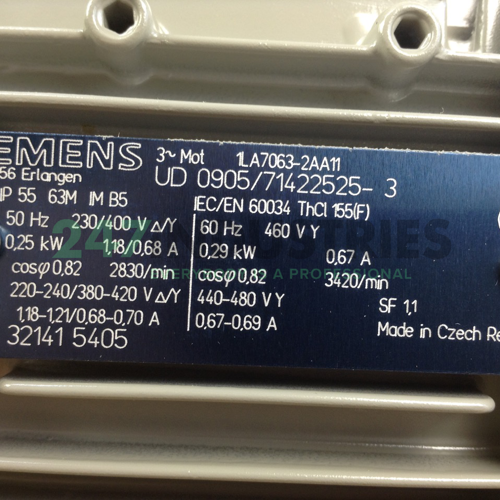 EMENS 3~ Mot 1LA7063-2AA11
56 Erlangen UD 0905/71422525-3
IP 55 63M IM B5 IEC/EN 60034 ThCl 155(F)
50 Hz 230/400 V Δ/Y 60 Hz 460 V Y
0,25 kW 1,18/0,68 A 0,29 kW 0,67 A
cosφ 0,82 2830/min cosφ 0,82 3420/min
220-240/380-420 V Δ/Y 440-480 V Y
1,18-1,21/0,68-0,70 A 0,67-0,69 A
SF 1,1
32141 5405 Made in Czech Re
247 INDUSTRIES
A PROFESSIONAL